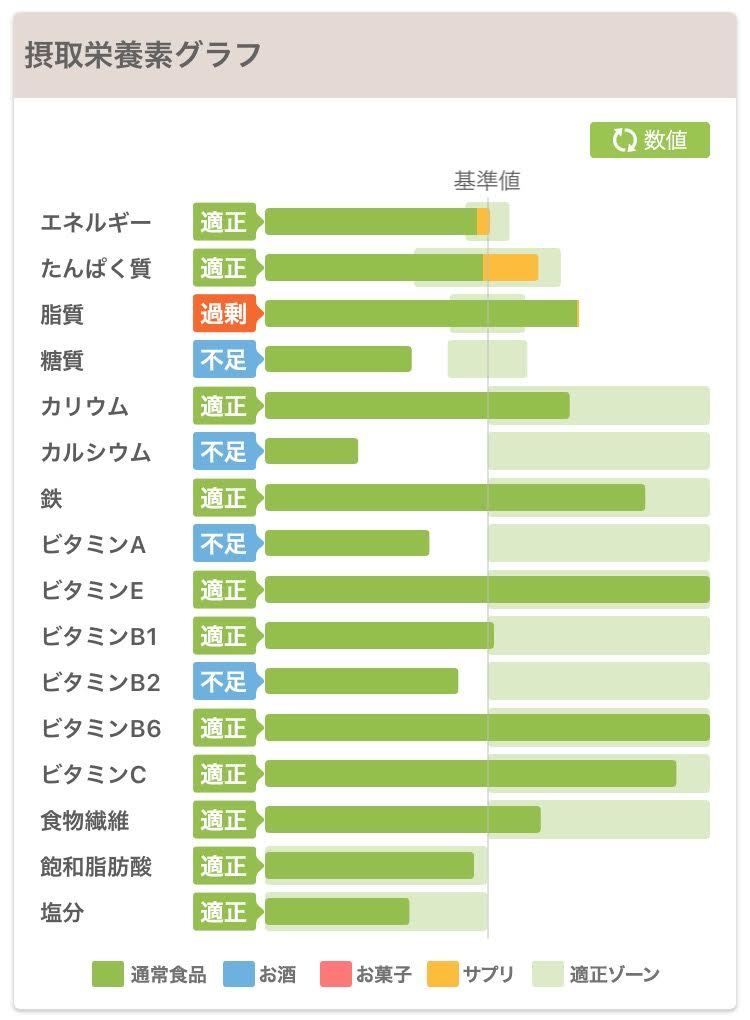 摂取栄養素グラフ
数値
基準値
エネルギー 適正
たんぱく質 適正
脂質 過剰
糖質 不足
カリウム 適正
カルシウム 不足
鉄 適正
ビタミンA 不足
ビタミンE 適正
ビタミンB1 適正
ビタミンB2 不足
ビタミンB6 適正
ビタミンC 適正
食物繊維 適正
飽和脂肪酸 適正
塩分 適正
通常食品 お酒 お菓子 サプリ 適正ゾーン